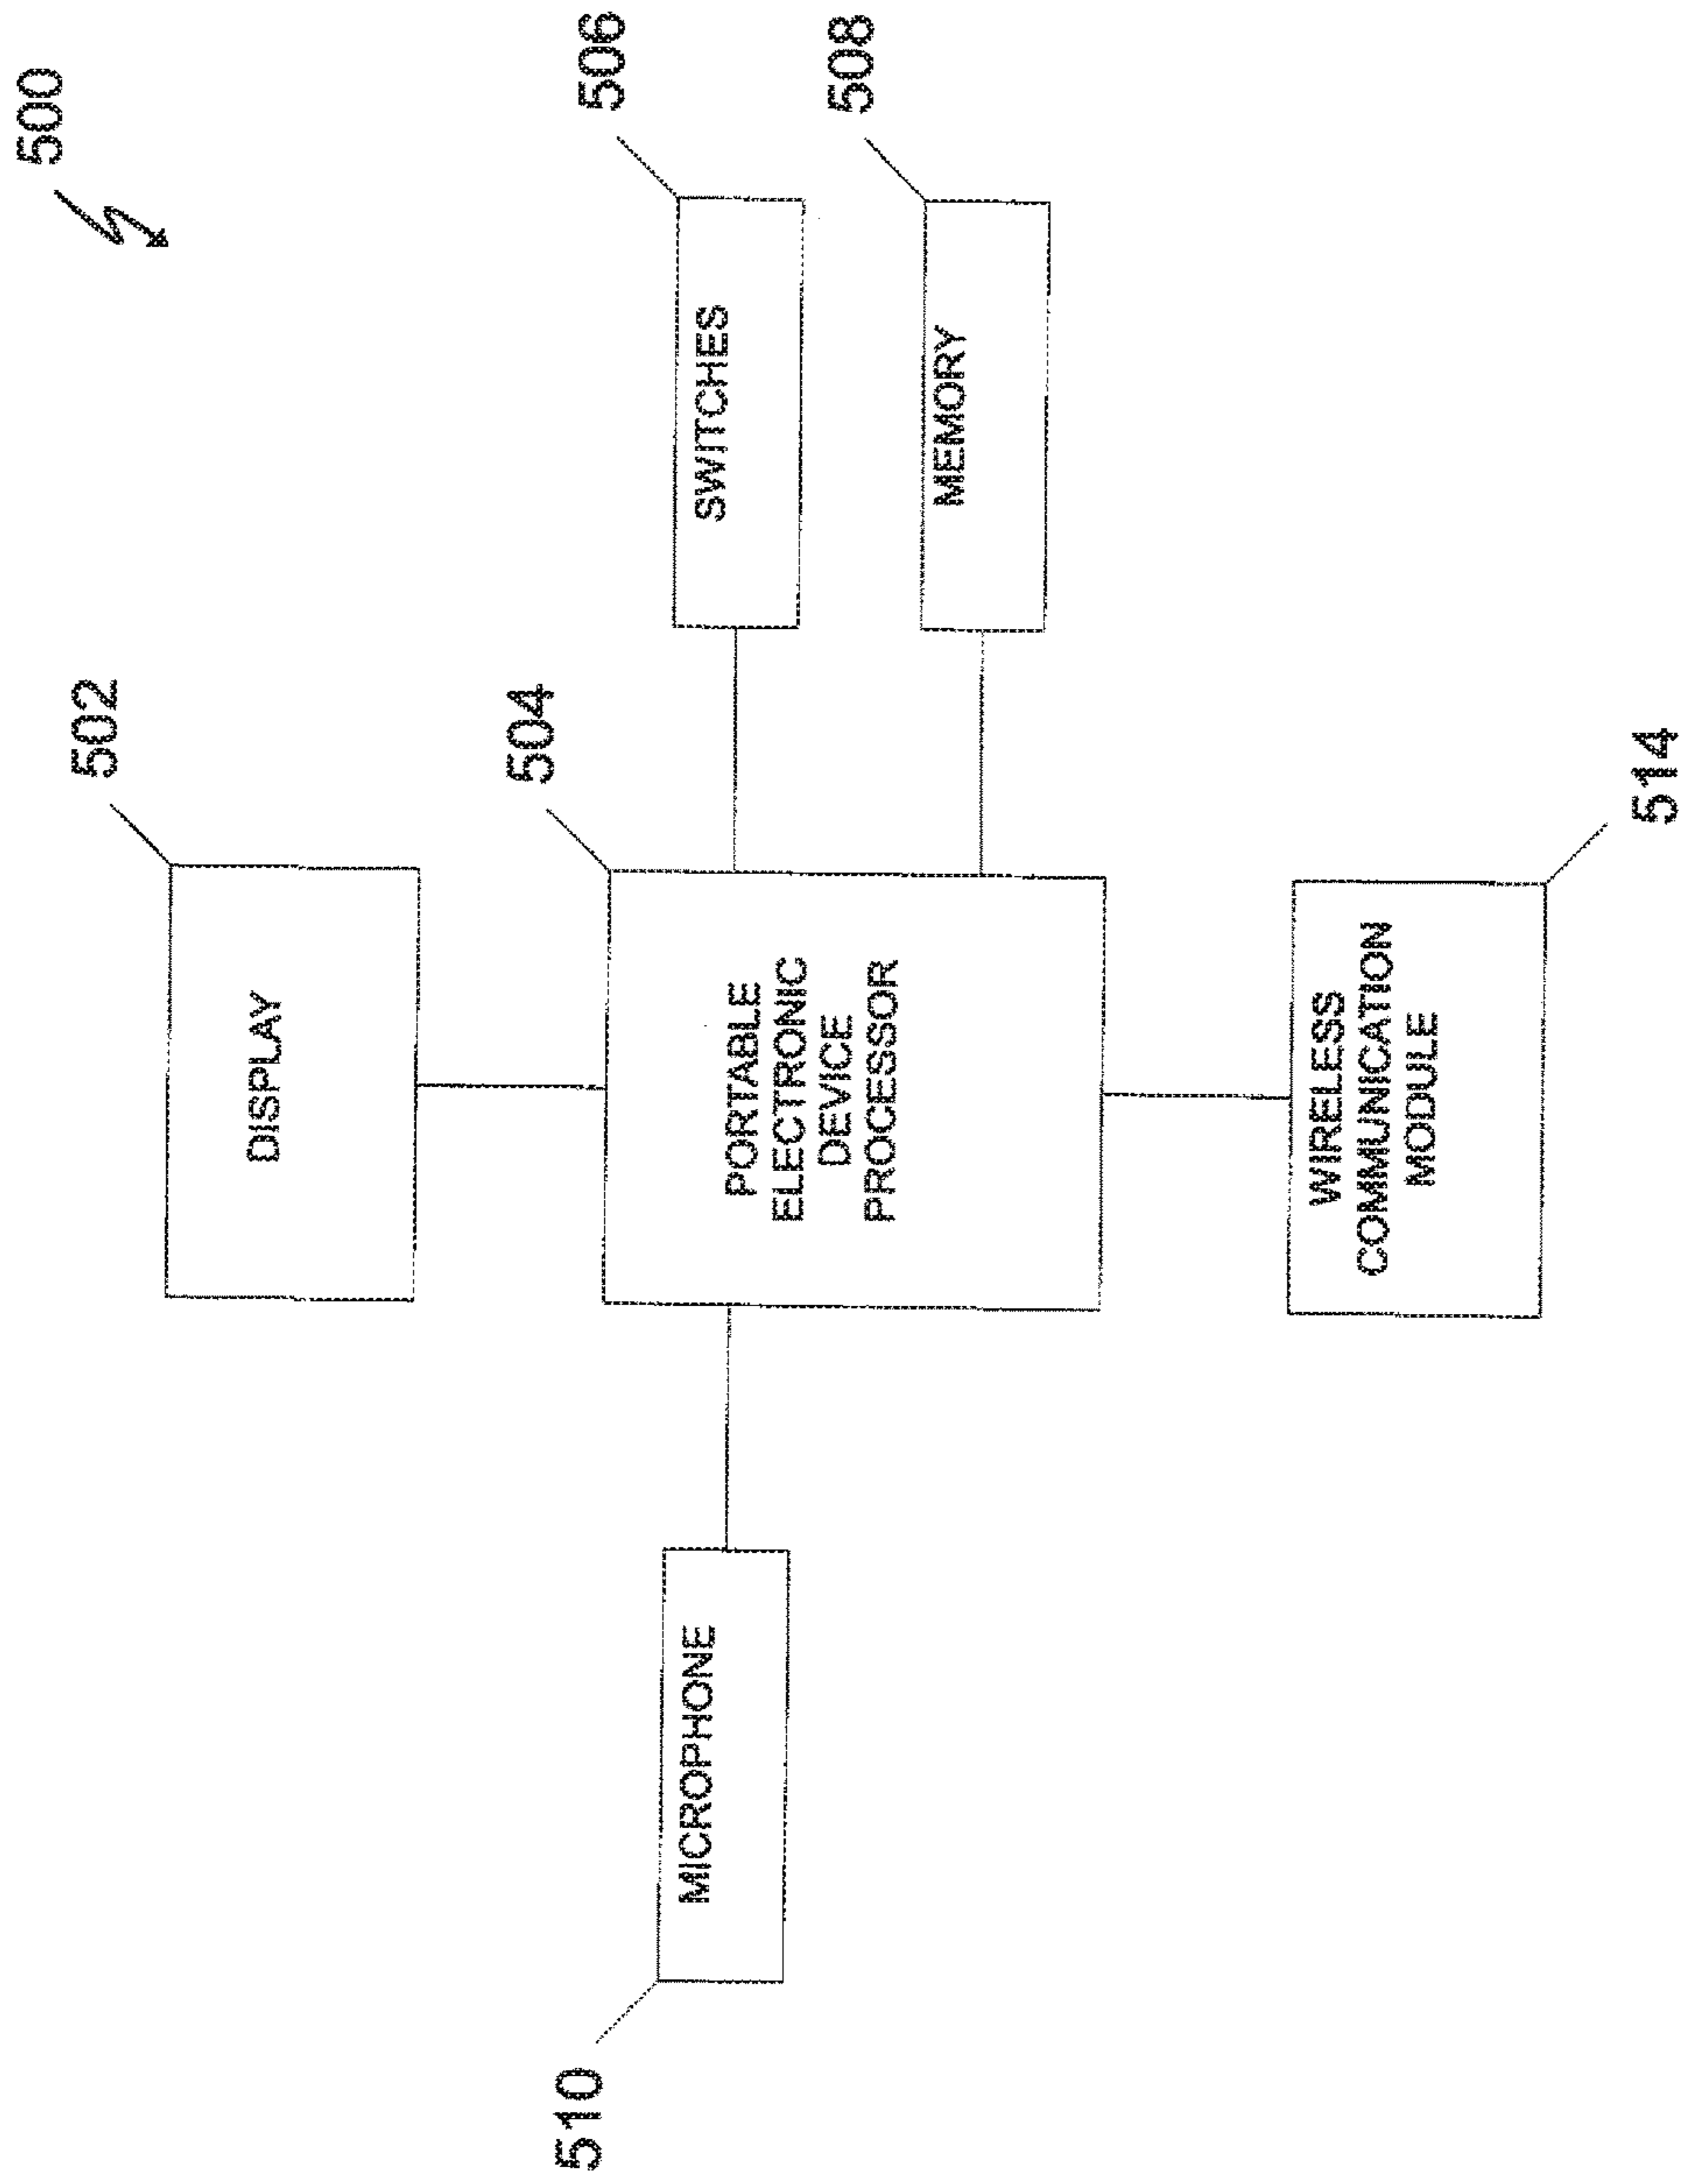 500
502
DISPLAY
504
PORTABLE
ELECTRONIC
DEVICE
PROCESSOR
506
SWITCHES
508
MEMORY
510
MICROPHONE
WIRELESS
COMMUNICATION
MODULE
514